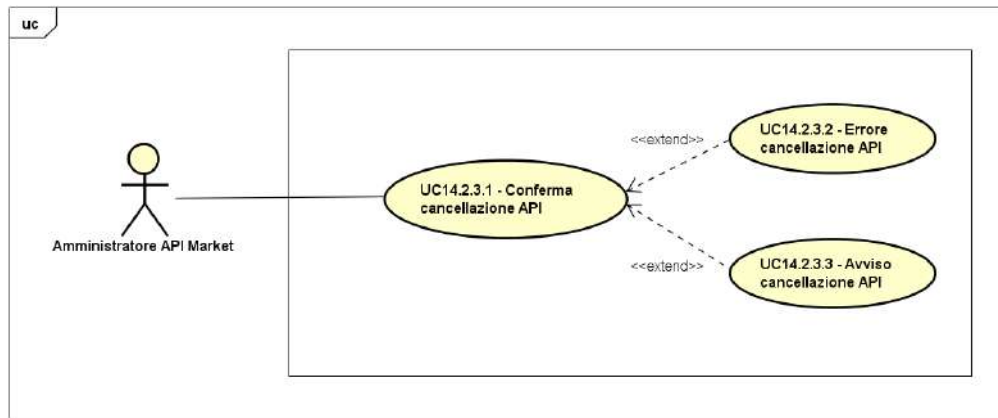 uc
UC14.2.3.2 - Errore
cancellazione API
<<extend>>
UC14.2.3.1 - Conferma
cancellazione API
Amministratore API Market
<<extend>>
UC14.2.3.3 - Avviso
cancellazione API